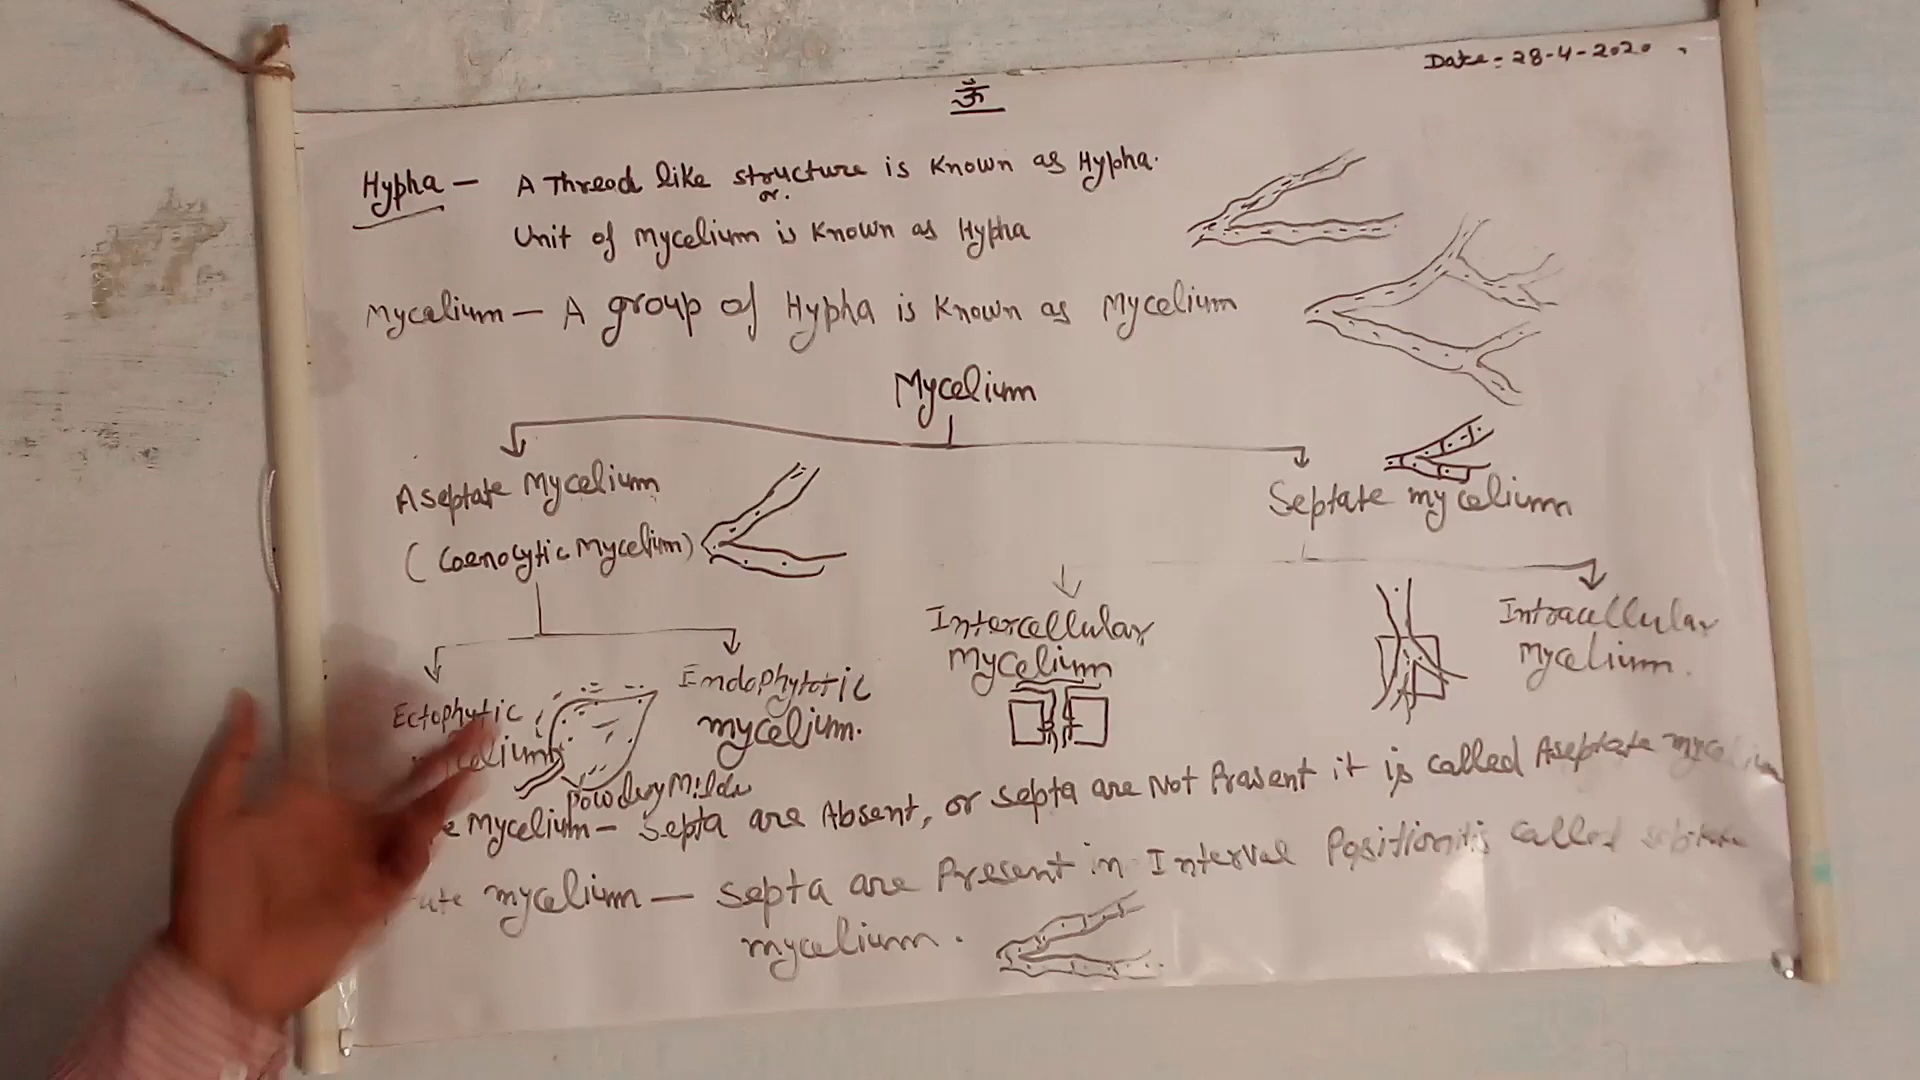 Date - 28-4-2020
ॐ
Hypha - A Thread like structure is Known as Hypha.
or.
Unit of Mycelium is Known as Hypha
Mycelium - A group of Hypha is Known as Mycelium
Mycelium
Aseptate Mycelium
(Coenocytic Mycelium)
Septate mycelium
Intercellular
Mycelium
Intracellular
Mycelium.
Ectophytic
mycelium
Endophytotic
mycelium.
Powdery Mildw
Mycelium - Septa are Absent, or Septa are Not Present it is called Aseptate mycelium
mycelium - Septa are Present in Interval Position is called
mycelium.